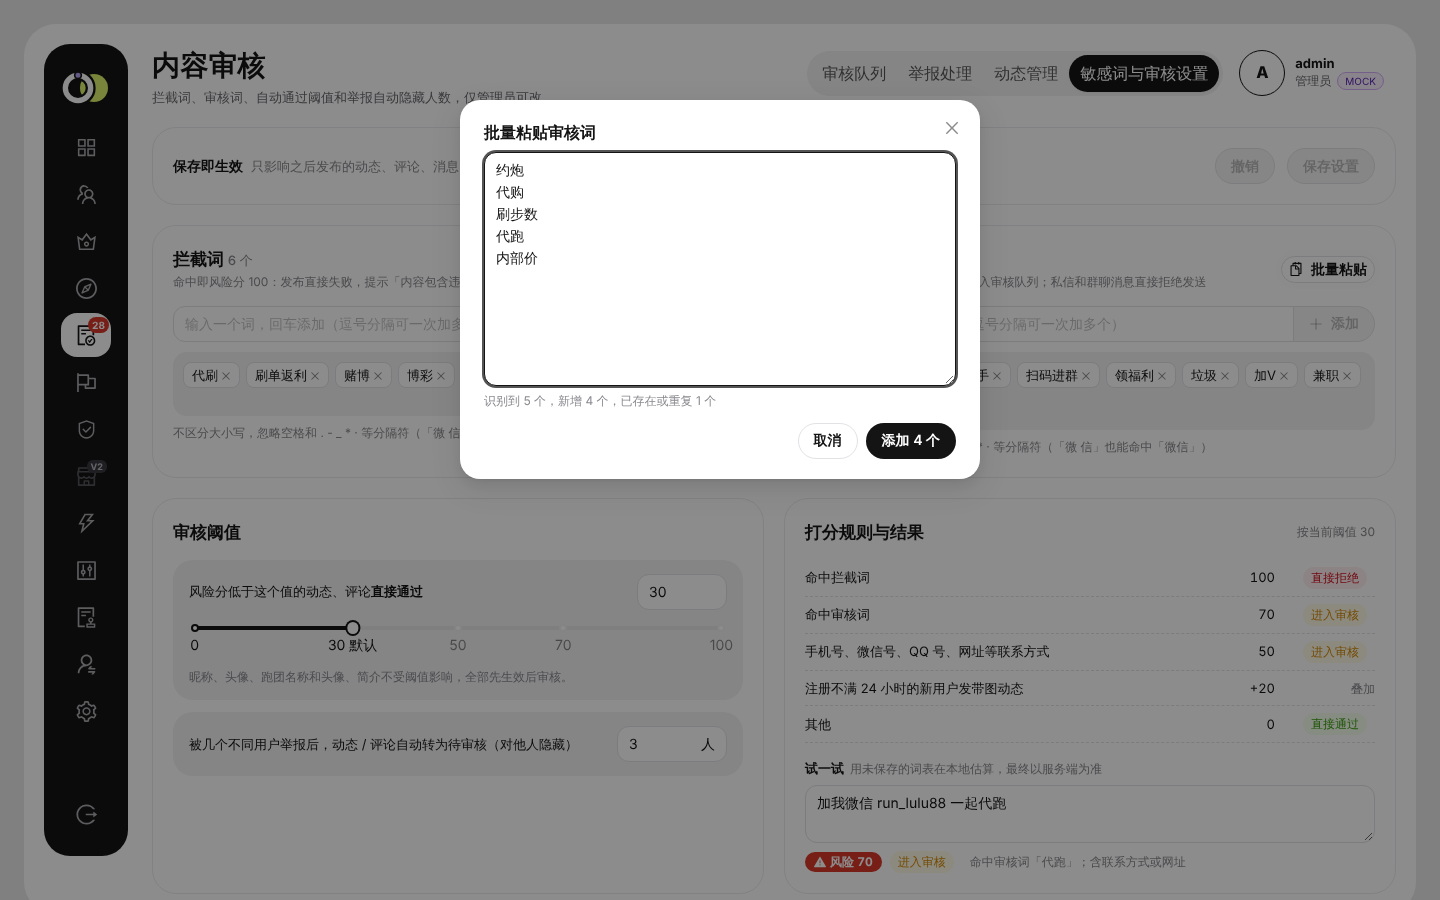 内容审核
拦截词、审核词、自动通过阈值和举报自动隐藏人数，仅管理员可改
审核队列 举报处理 动态管理 敏感词与审核设置
A
admin
管理员 MOCK
28
V2
保存即生效 只影响之后发布的动态、评论、消息
撤销 保存设置
拦截词 6 个
命中即风险分 100：发布直接失败，提示「内容包含违
输入一个词，回车添加（逗号分隔可一次加多
代刷 刷单返利 赌博 博彩
不区分大小写，忽略空格和 . - _ * · 等分隔符（「微 信
入审核队列；私信和群聊消息直接拒绝发送
批量粘贴
逗号分隔可一次加多个）
添加
手 扫码进群 领福利 垃圾 加V 兼职
* · 等分隔符（「微 信」也能命中「微信」）
批量粘贴审核词
约炮
代购
刷步数
代跑
内部价
识别到 5 个，新增 4 个，已存在或重复 1 个
取消 添加 4 个
审核阈值
风险分低于这个值的动态、评论直接通过 30
0 30 默认 50 70 100
昵称、头像、跑团名称和头像、简介不受阈值影响，全部先生效后审核。
被几个不同用户举报后，动态 / 评论自动转为待审核（对他人隐藏） 3 人
打分规则与结果 按当前阈值 30
命中拦截词 100 直接拒绝
命中审核词 70 进入审核
手机号、微信号、QQ 号、网址等联系方式 50 进入审核
注册不满 24 小时的新用户发带图动态 +20 叠加
其他 0 直接通过
试一试 用未保存的词表在本地估算，最终以服务端为准
加我微信 run_lulu88 一起代跑
风险 70 进入审核 命中审核词「代跑」；含联系方式或网址